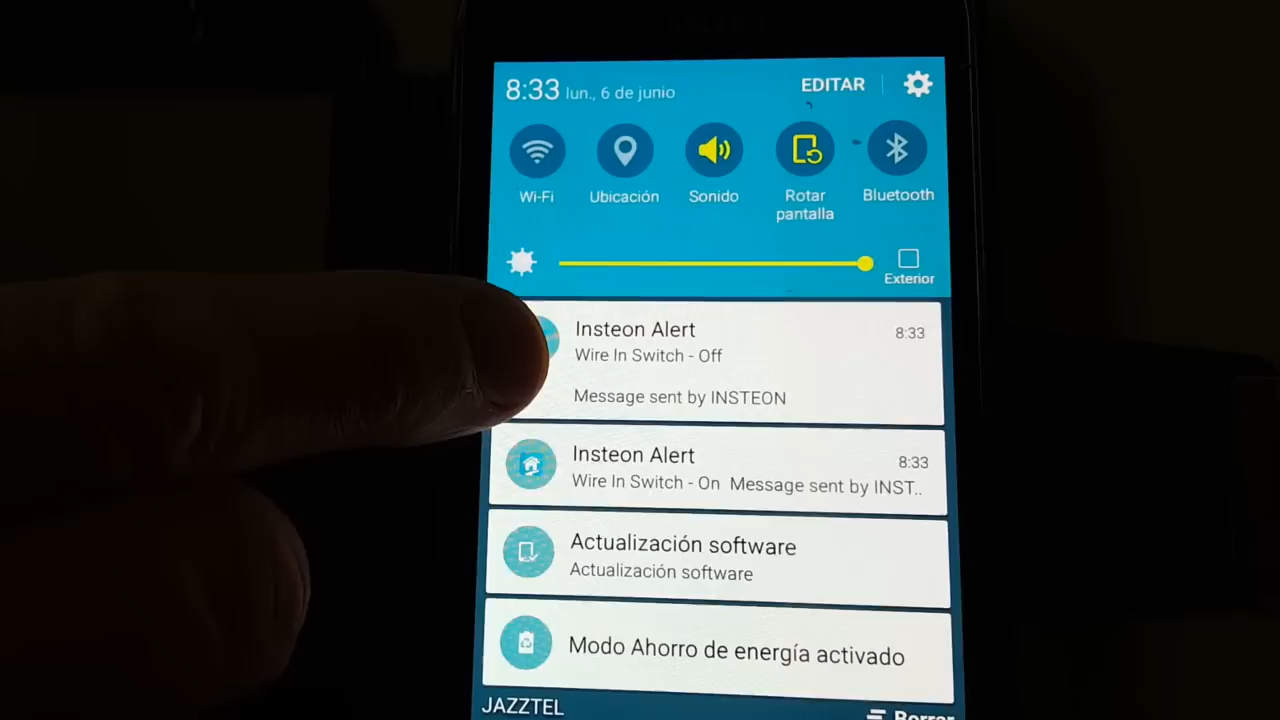 8:33 lun., 6 de junio
EDITAR
Wi-Fi
Ubicación
Sonido
Rotar
pantalla
Bluetooth
Exterior
Insteon Alert
8:33
Wire In Switch - Off
Message sent by INSTEON
Insteon Alert
8:33
Wire In Switch - On Message sent by INST..
Actualización software
Actualización software
Modo Ahorro de energía activado
JAZZTEL
Borrar